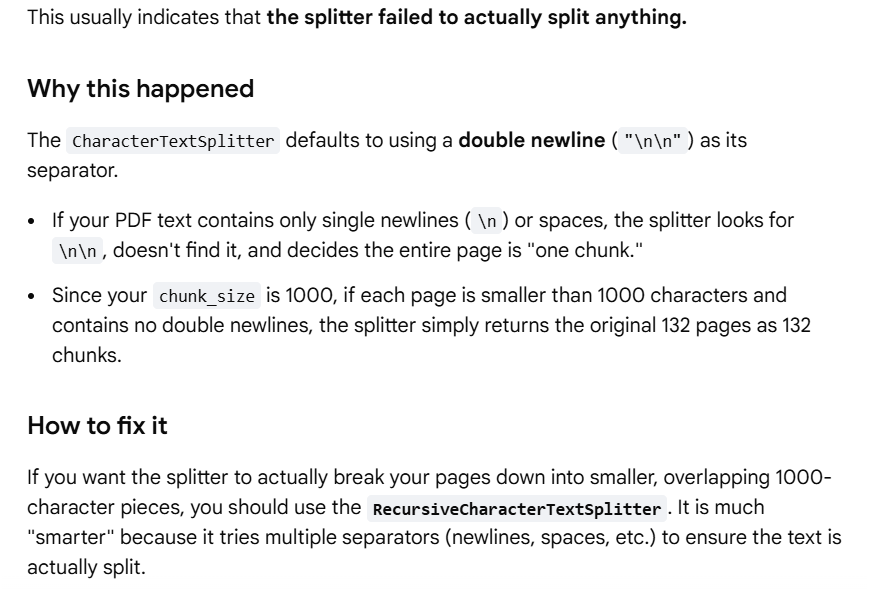 This usually indicates that the splitter failed to actually split anything.
Why this happened
The CharacterTextSplitter defaults to using a double newline ( "\n\n" ) as its
separator.
• If your PDF text contains only single newlines ( \n ) or spaces, the splitter looks for
\n\n , doesn't find it, and decides the entire page is "one chunk."
• Since your chunk_size is 1000, if each page is smaller than 1000 characters and
contains no double newlines, the splitter simply returns the original 132 pages as 132
chunks.
How to fix it
If you want the splitter to actually break your pages down into smaller, overlapping 1000-
character pieces, you should use the RecursiveCharacterTextSplitter . It is much
"smarter" because it tries multiple separators (newlines, spaces, etc.) to ensure the text is
actually split.